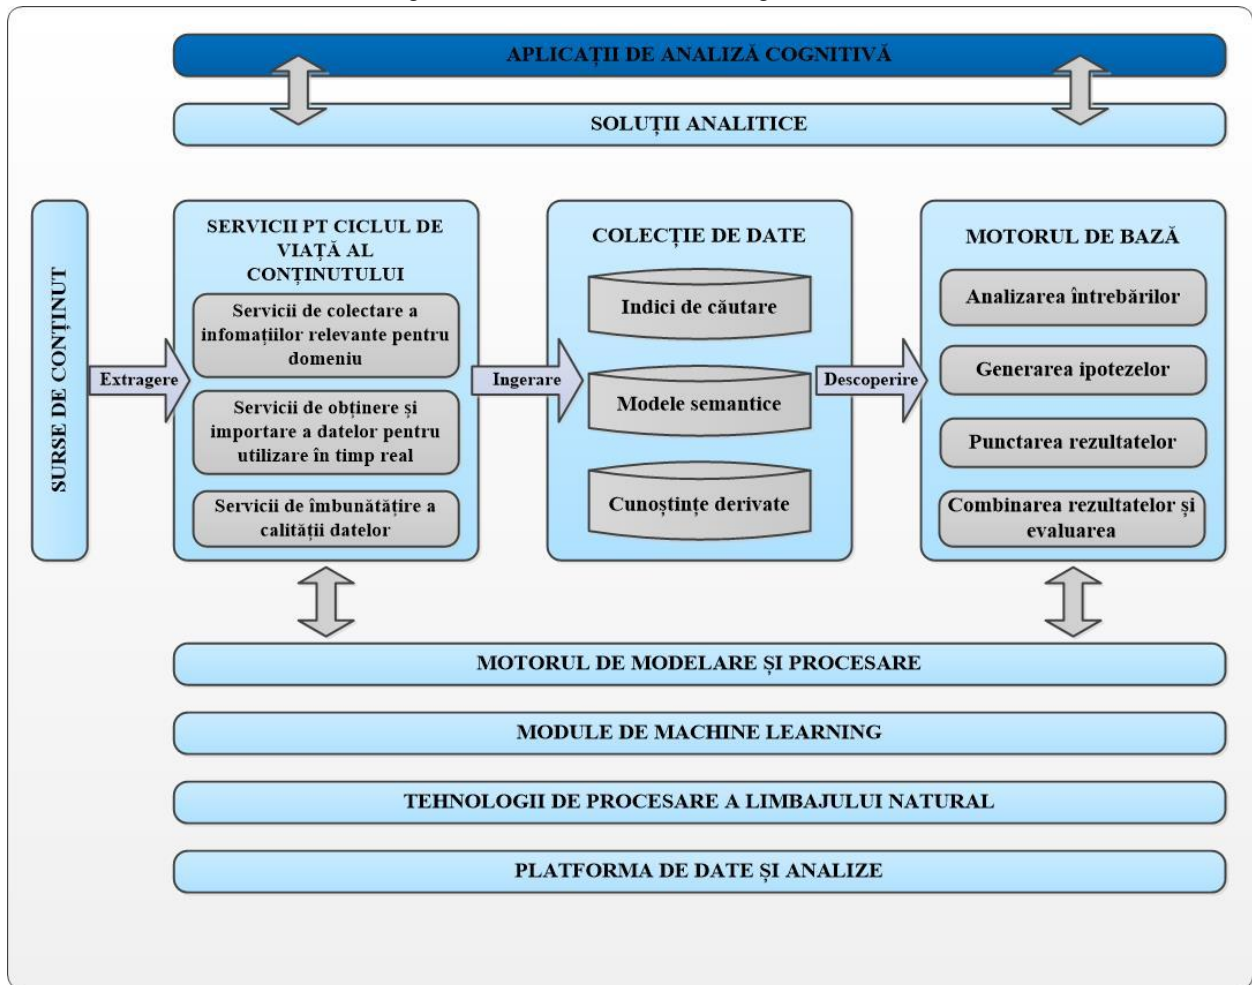 APLICAȚII DE ANALIZĂ COGNITIVĂ
SOLUȚII ANALITICE
SURSE DE CONȚINUT
Extragere
SERVICII PT CICLUL DE
VIAȚĂ AL
CONȚINUTULUI
Servicii de colectare a
infomațiilor relevante pentru
domeniu
Servicii de obținere și
importare a datelor pentru
utilizare în timp real
Servicii de îmbunătățire a
calității datelor
Ingerare
COLECȚIE DE DATE
Indici de căutare
Modele semantice
Cunoștințe derivate
Descoperire
MOTORUL DE BAZĂ
Analizarea întrebărilor
Generarea ipotezelor
Punctarea rezultatelor
Combinarea rezultatelor și
evaluarea
MOTORUL DE MODELARE ȘI PROCESARE
MODULE DE MACHINE LEARNING
TEHNOLOGII DE PROCESARE A LIMBAJULUI NATURAL
PLATFORMA DE DATE ȘI ANALIZE